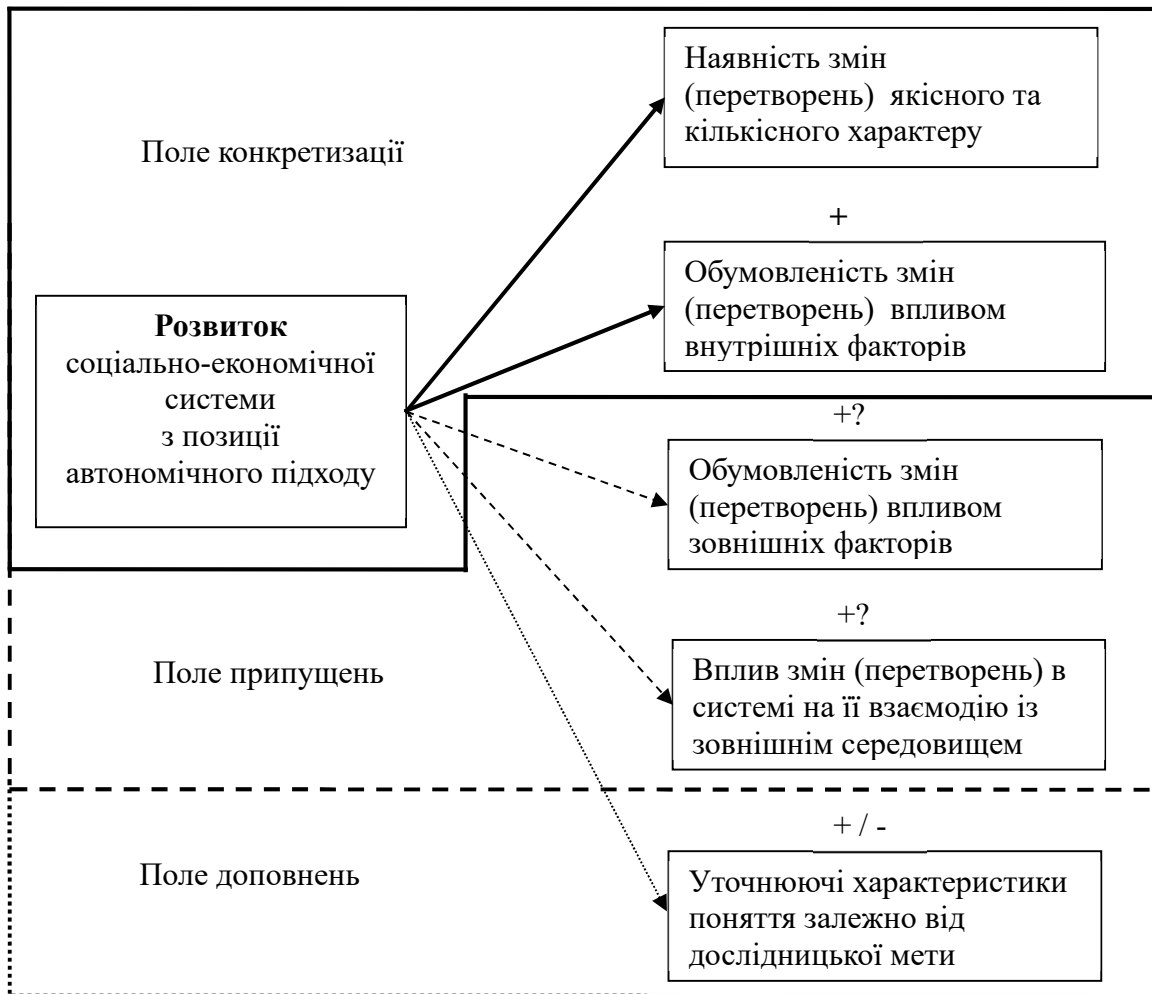 Наявність змін
(перетворень) якісного та
кількісного характеру
Поле конкретизації
+
Обумовленість змін
(перетворень) впливом
внутрішніх факторів
Розвиток
соціально-економічної
системи
з позиції
автономічного підходу
+?
Обумовленість змін
(перетворень) впливом
зовнішніх факторів
+?
Поле припущень
Вплив змін (перетворень) в
системі на її взаємодію із
зовнішнім середовищем
+ / -
Поле доповнень
Уточнюючі характеристики
поняття залежно від
дослідницької мети